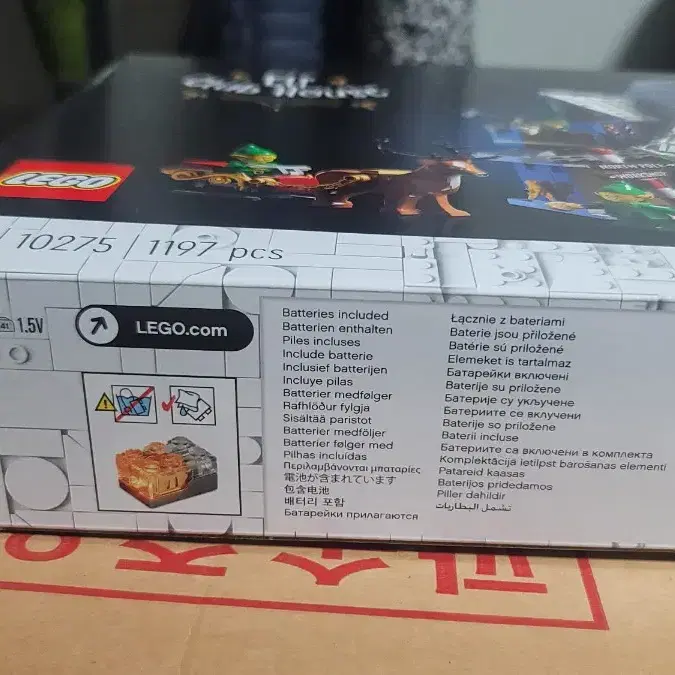 Elf
Club House
LEGO
10275 1197 pcs
1.5V
LEGO.com
Batteries included
Batterien enthalten
Piles incluses
Include batterie
Inclusief batterijen
Incluye pilas
Batterier medfølger
Rafhlöður fylgja
Sisältää paristot
Batterier medföljer
Batterier følger med
Pilhas incluídas
Περιλαμβάνονται μπαταρίες
電池が含まれています
包含电池
배터리 포함
Батарейки прилагаются
Łącznie z bateriami
Baterie jsou přiložené
Batérie sú priložené
Elemeket is tartalmaz
Батарейки включені
Baterije su priložene
Батерије су укључене
Батериите са включени
Baterije so priložene
Baterii incluse
Батериите са включени в комплекта
Komplektācijā ietilpst barošanas elementi
Patareid kaasas
Baterijos pridedamos
Piller dahildir
تشمل البطاريات